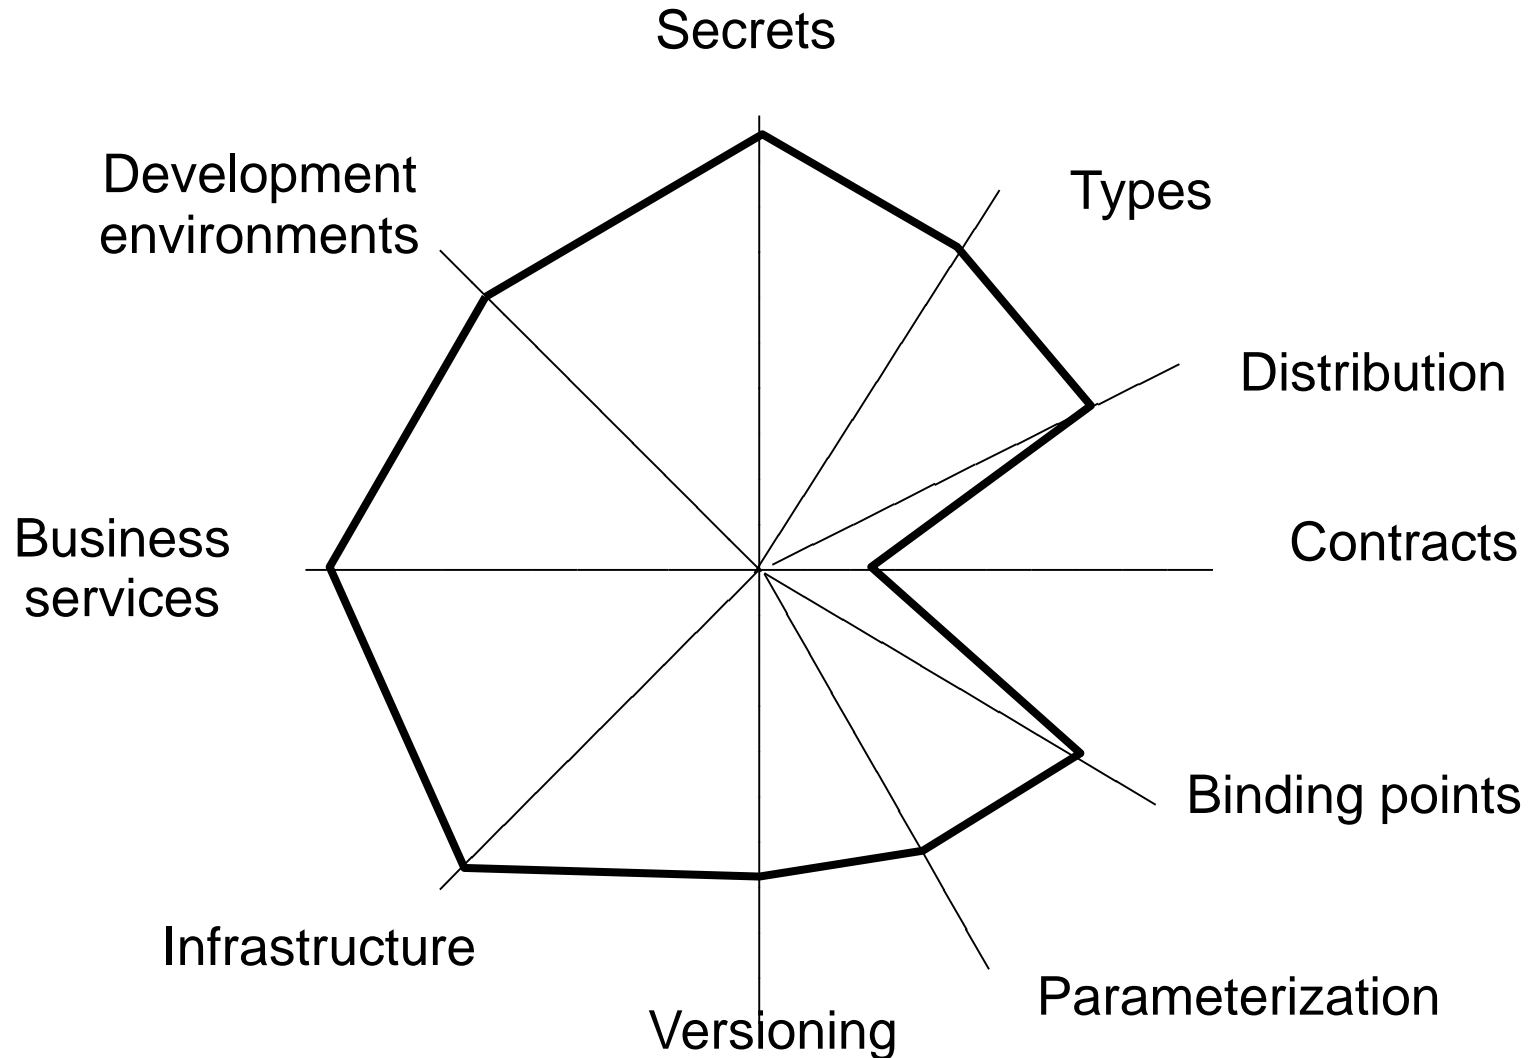 Secrets
Development
environments
Types
Distribution
Business
services
Contracts
Binding points
Infrastructure
Parameterization
Versioning